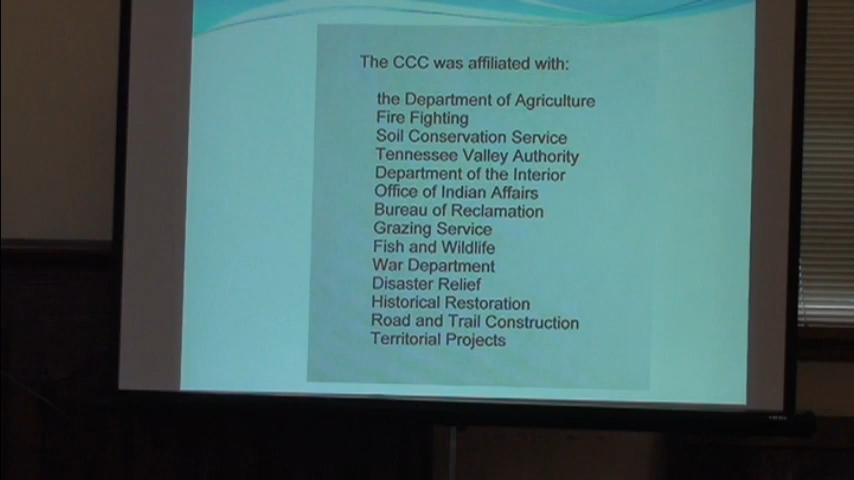 The CCC was affiliated with:
the Department of Agriculture
Fire Fighting
Soil Conservation Service
Tennessee Valley Authority
Department of the Interior
Office of Indian Affairs
Bureau of Reclamation
Grazing Service
Fish and Wildlife
War Department
Disaster Relief
Historical Restoration
Road and Trail Construction
Territorial Projects